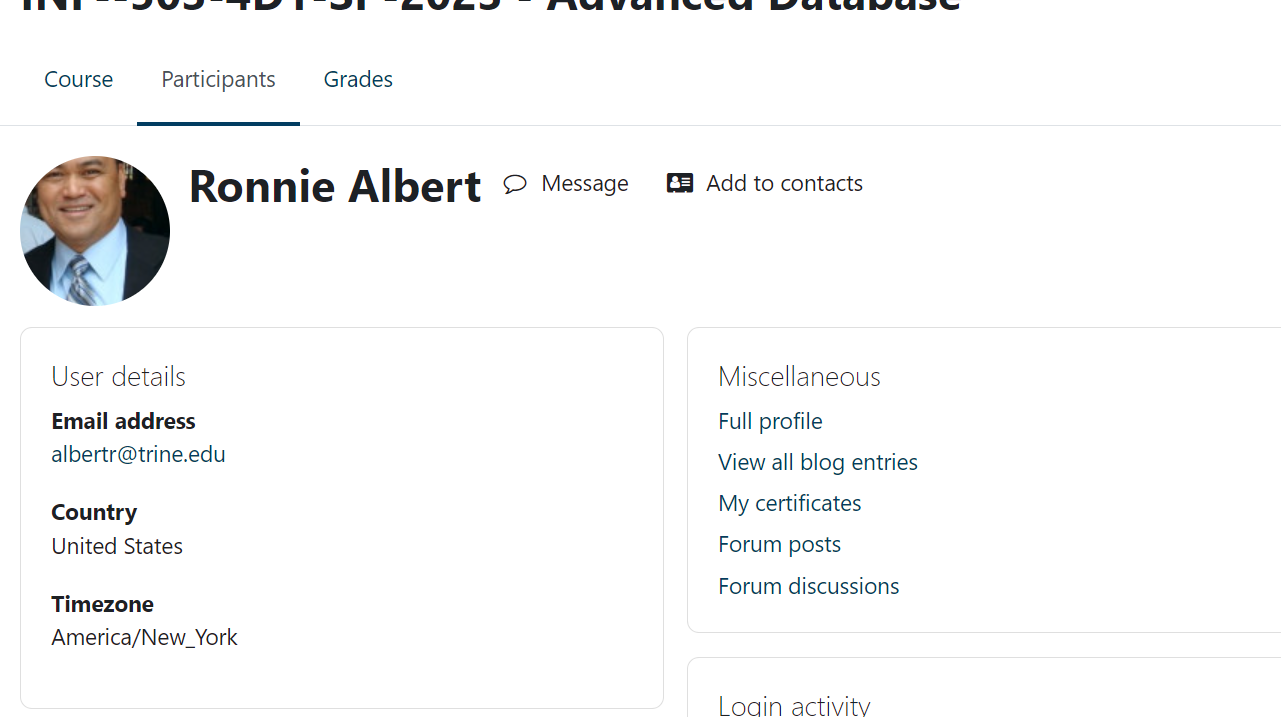 - Advanced Database
Course
Participants
Grades
Ronnie Albert
Message
Add to contacts
User details
Email address
albertr@trine.edu
Country
United States
Timezone
America/New_York
Miscellaneous
Full profile
View all blog entries
My certificates
Forum posts
Forum discussions
Login activity